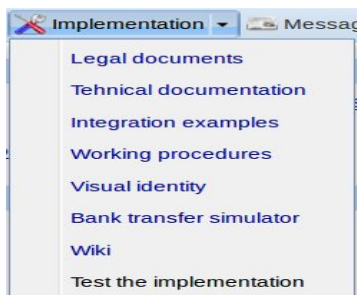 Implementation Messag
Legal documents
Tehnical documentation
Integration examples
Working procedures
Visual identity
Bank transfer simulator
Wiki
Test the implementation